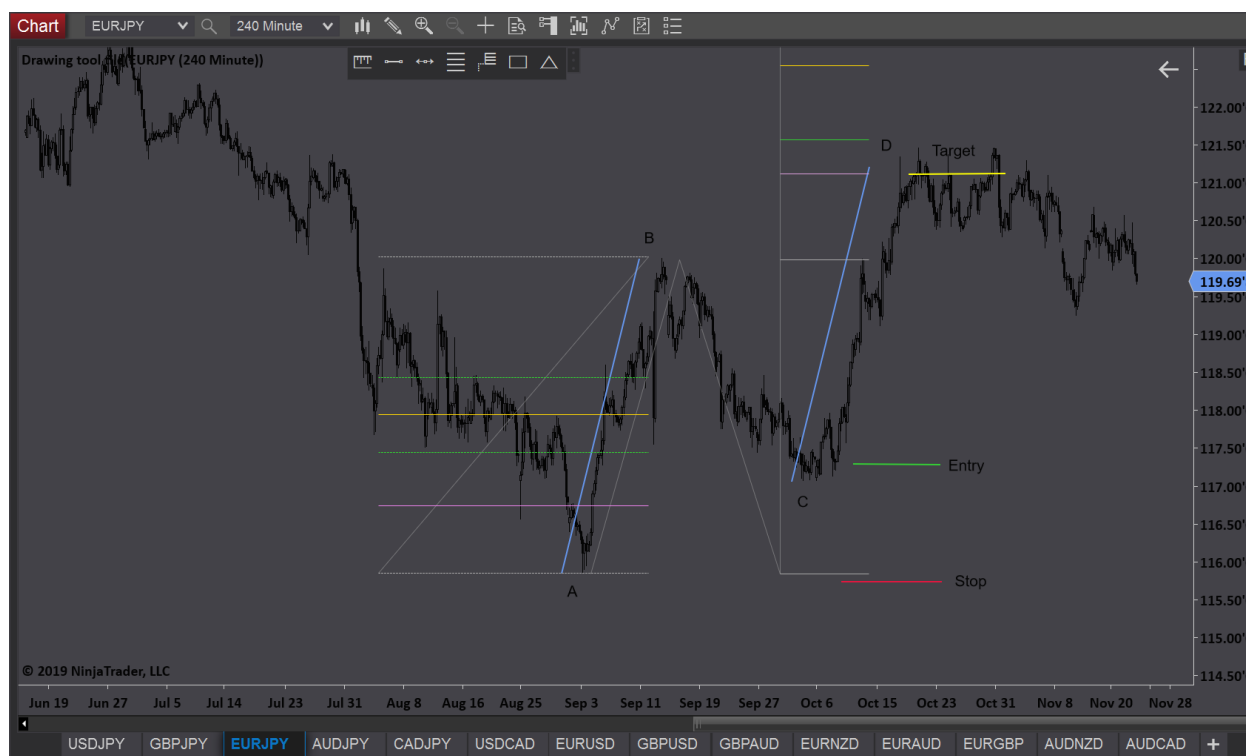 Chart EURJPY 240 Minute
Drawing tool tile(EURJPY (240 Minute))
122.00'
D
Target
121.50'
121.00'
120.50'
B
120.00'
119.69'
119.50'
119.00'
118.50'
118.00'
117.50'
Entry
117.00'
C
116.50'
116.00'
Stop
A
115.50'
115.00'
© 2019 NinjaTrader, LLC
114.50'
Jun 19 Jun 27 Jul 5 Jul 14 Jul 23 Jul 31 Aug 8 Aug 16 Aug 25 Sep 3 Sep 11 Sep 19 Sep 27 Oct 6 Oct 15 Oct 23 Oct 31 Nov 8 Nov 20 Nov 28
USDJPY GBPJPY EURJPY AUDJPY CADJPY USDCAD EURUSD GBPUSD GBPAUD EURNZD EURAUD EURGBP AUDNZD AUDCAD +